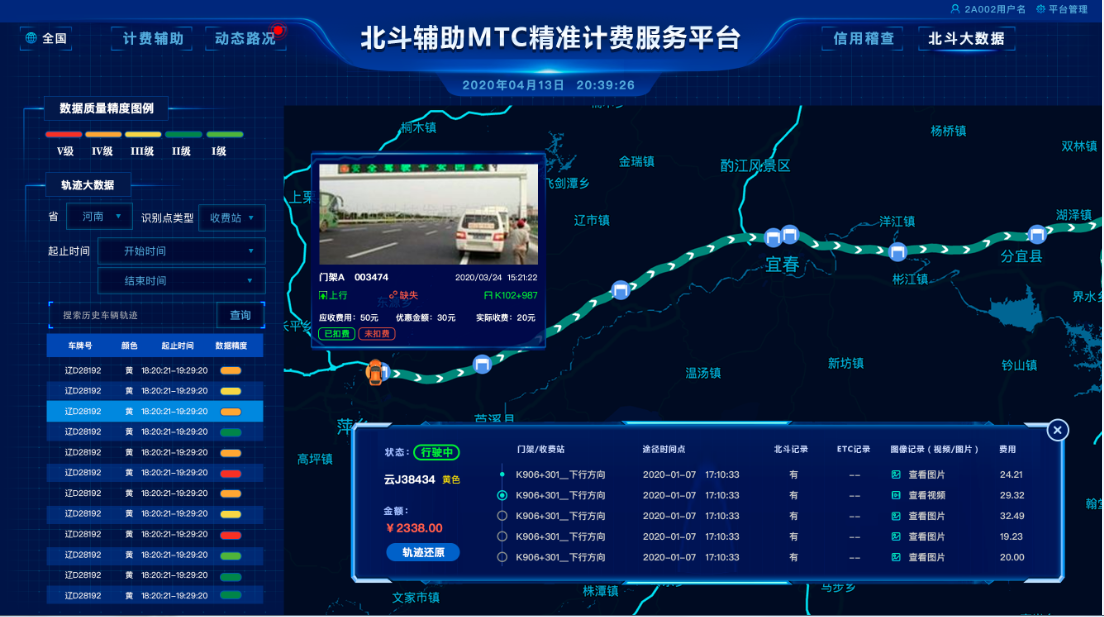 2A002用户名 平台管理
全国 计费辅助 动态路况 北斗辅助MTC精准计费服务平台 信用稽查 北斗大数据
2020年04月13日 20:39:26
数据质量精度图例
V级 IV级 III级 II级 I级
轨迹大数据
省 河南 识别点类型 收费站
起止时间 开始时间
结束时间
搜索历史车辆轨迹 查询
车牌号 颜色 起止时间 数据精度
辽D28192 黄 18:20:21-19:29:20
辽D28192 黄 18:20:21-19:29:20
辽D28192 黄 18:20:21-19:29:20
辽D28192 黄 18:20:21-19:29:20
辽D28192 黄 18:20:21-19:29:20
辽D28192 黄 18:20:21-19:29:20
辽D28192 黄 18:20:21-19:29:20
辽D28192 黄 18:20:21-19:29:20
辽D28192 黄 18:20:21-19:29:20
辽D28192 黄 18:20:21-19:29:20
辽D28192 黄 18:20:21-19:29:20
辽D28192 黄 18:20:21-19:29:20
桐木镇
杨桥镇
双林镇
金瑞镇
酌江风景区
飞剑潭乡
上栗
辽市镇
洋江镇
湖泽镇
宜春
分宜县
彬江镇
界水乡
安全驾驶平安回家
门架A 003474 2020/03/24 15:21:22
上行 缺失 K102+987
应收费用：50元 优惠金额：30元 实际收费：20元
已扣费 未扣费
温汤镇
新坊镇
钤山镇
芦溪县
萍乡
高坪镇
状态：行驶中
云J38434 黄色
金额：
￥2338.00
轨迹还原
门架/收费站 途径时间点 北斗记录 ETC记录 图像记录（视频/图片） 费用
K906+301__下行方向 2020-01-07 17:10:33 有 -- 查看图片 24.21
K906+301__下行方向 2020-01-07 17:10:33 有 -- 查看视频 29.32
K906+301__下行方向 2020-01-07 17:10:33 有 -- 查看图片 32.49
K906+301__下行方向 2020-01-07 17:10:33 有 -- 查看图片 19.23
K906+301__下行方向 2020-01-07 17:10:33 有 -- 查看图片 20.00
文家市镇
株潭镇